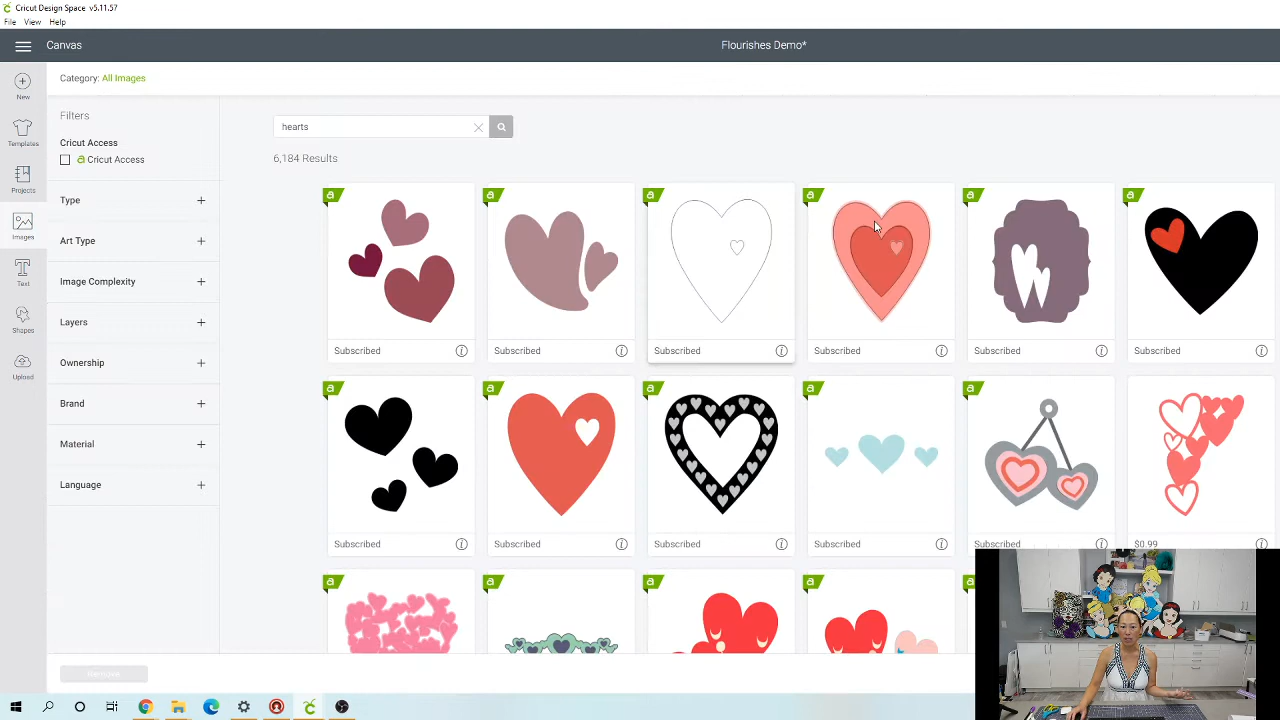 Cricut Design Space v5.11.57
File View Help
Canvas
Flourishes Demo*
Category: All Images
New
Templates
Projects
Images
Text
Shapes
Upload
Filters
Cricut Access
a Cricut Access
Type +
Art Type +
Image Complexity +
Layers +
Ownership +
Brand +
Material +
Language +
Remove
hearts
6,184 Results
a a a a a a
Subscribed Subscribed Subscribed Subscribed Subscribed Subscribed
a a a a a
Subscribed Subscribed Subscribed Subscribed Subscribed $0.99
a a a a a